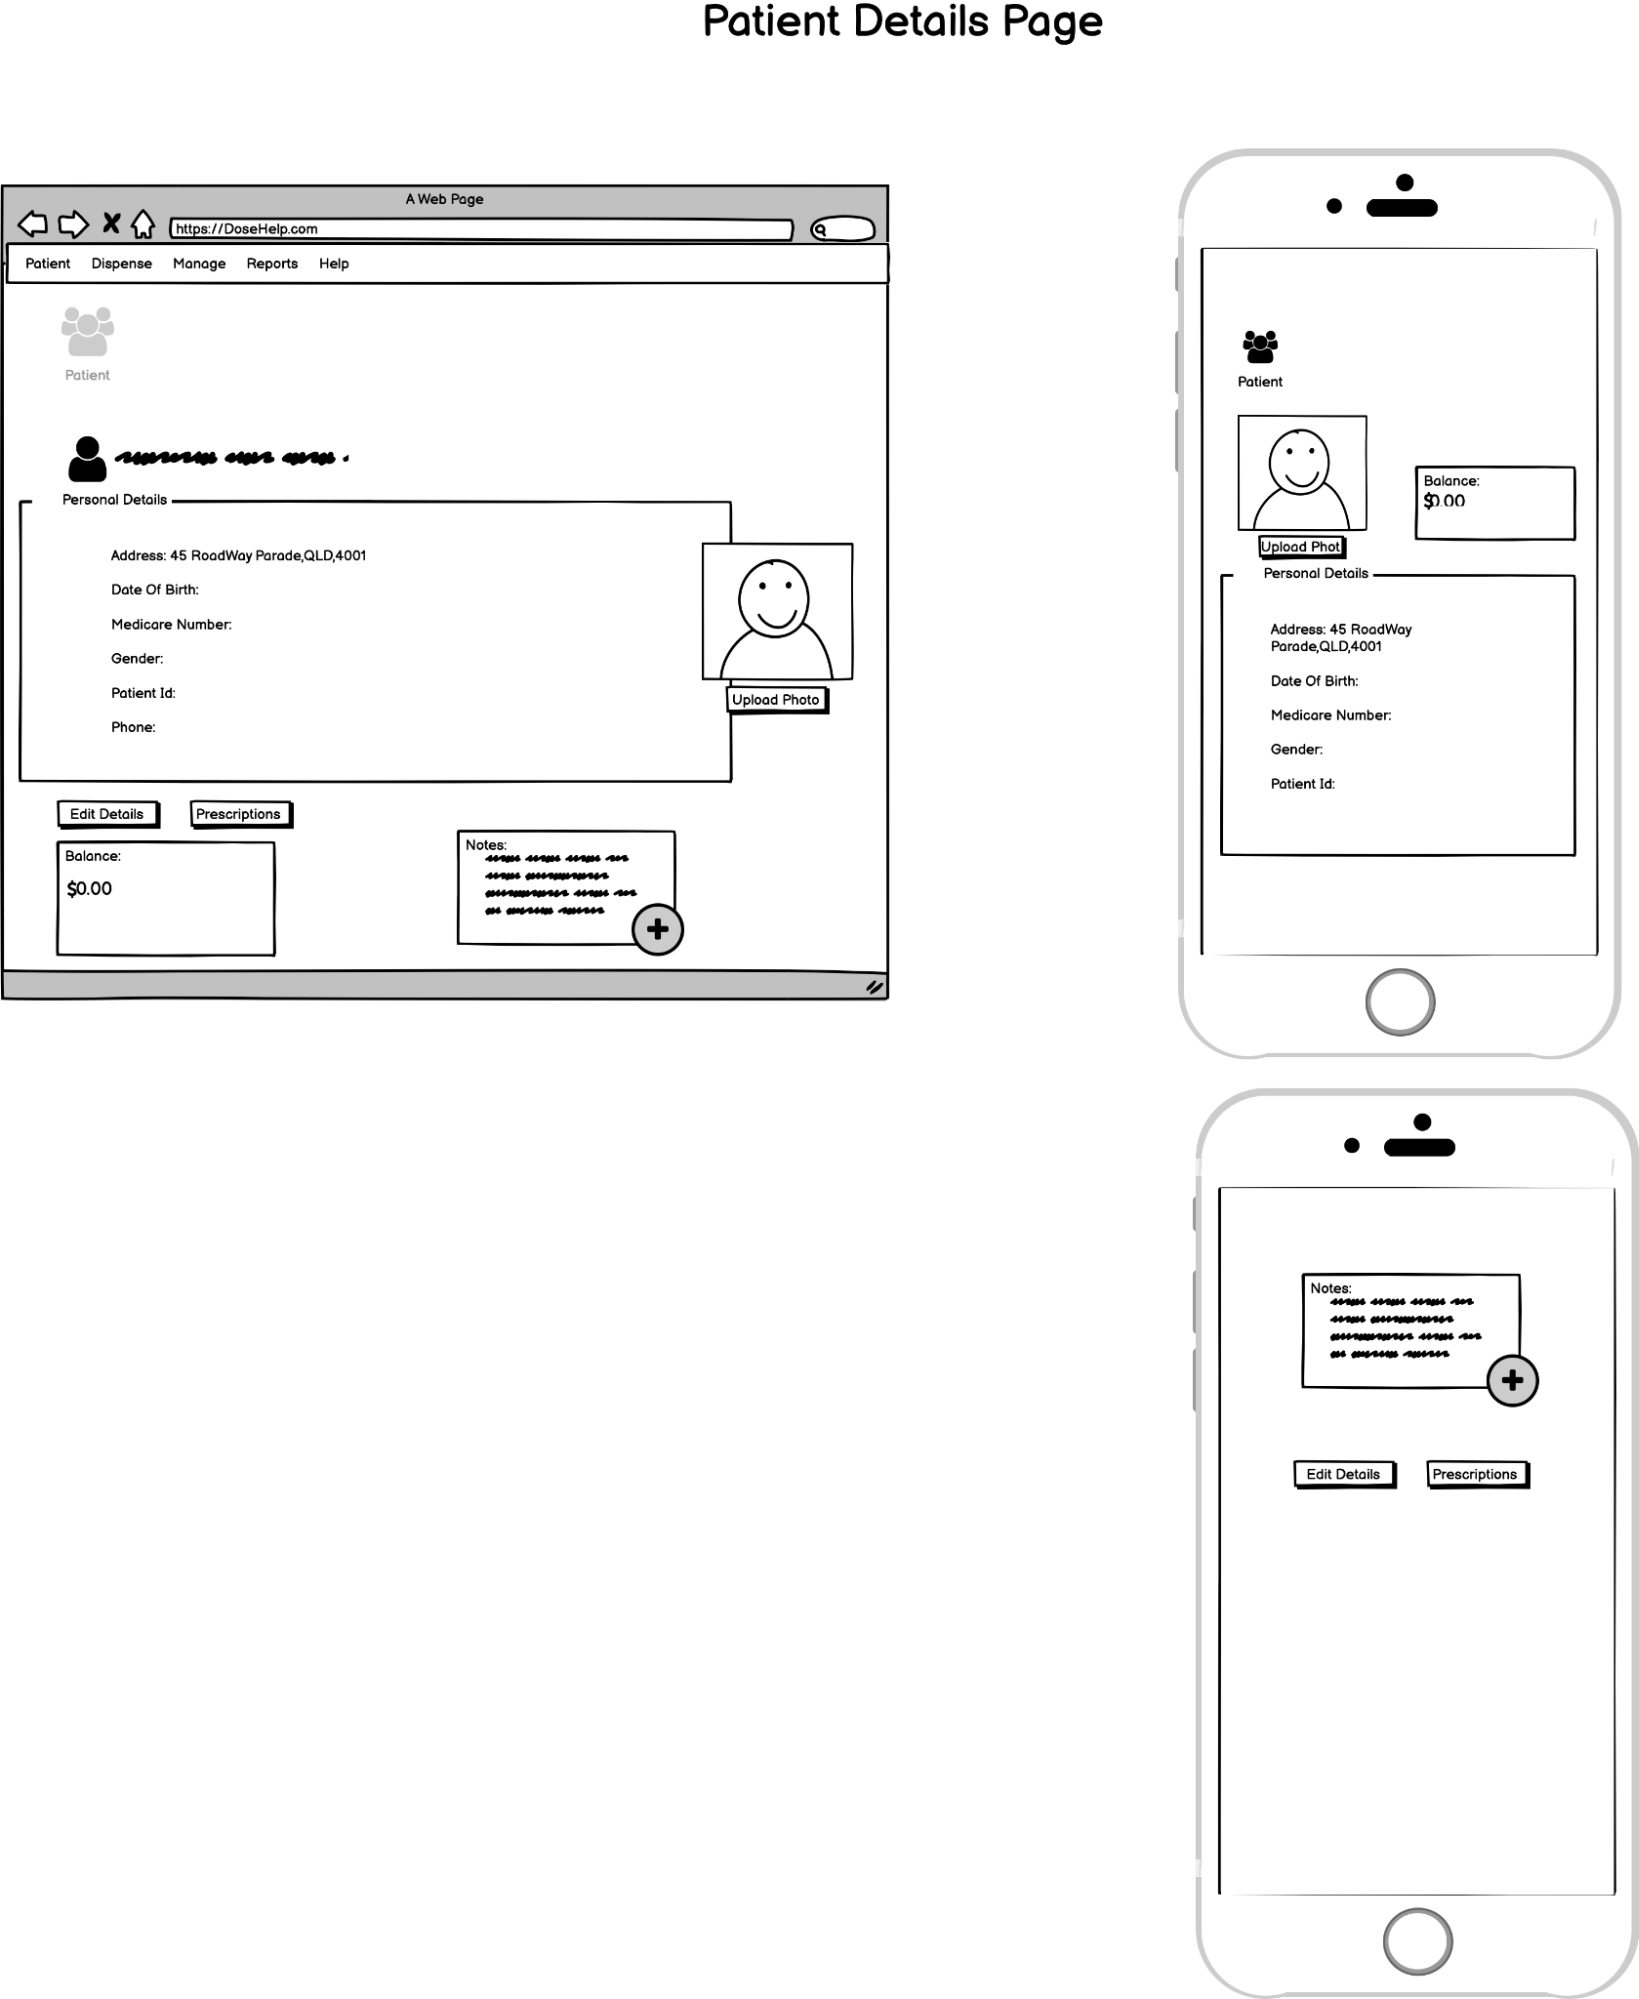 Patient Details Page
A Web Page
https://DoseHelp.com
Patient Dispense Manage Reports Help
Patient
Personal Details
Address: 45 RoadWay Parade,QLD,4001
Date Of Birth:
Medicare Number:
Gender:
Patient Id:
Phone:
Upload Photo
Edit Details Prescriptions
Balance:
$0.00
Notes:
Patient
Balance:
$0.00
Upload Phot
Personal Details
Address: 45 RoadWay
Parade,QLD,4001
Date Of Birth:
Medicare Number:
Gender:
Patient Id:
Notes:
Edit Details Prescriptions